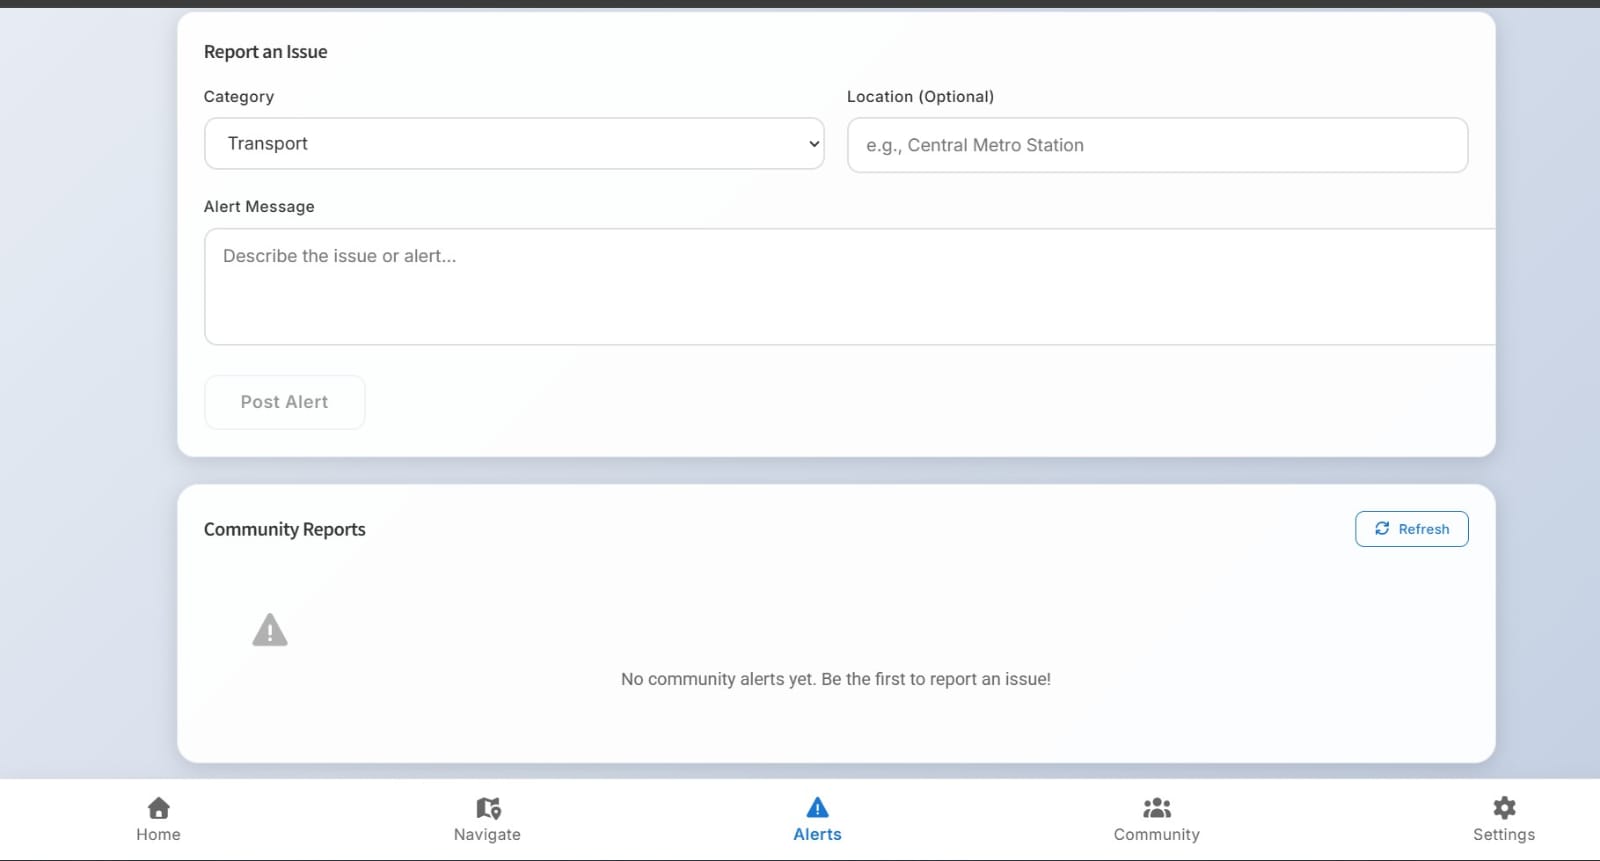 Report an Issue
Category
Location (Optional)
Transport
e.g., Central Metro Station
Alert Message
Describe the issue or alert...
Post Alert
Community Reports
Refresh
No community alerts yet. Be the first to report an issue!
Home
Navigate
Alerts
Community
Settings